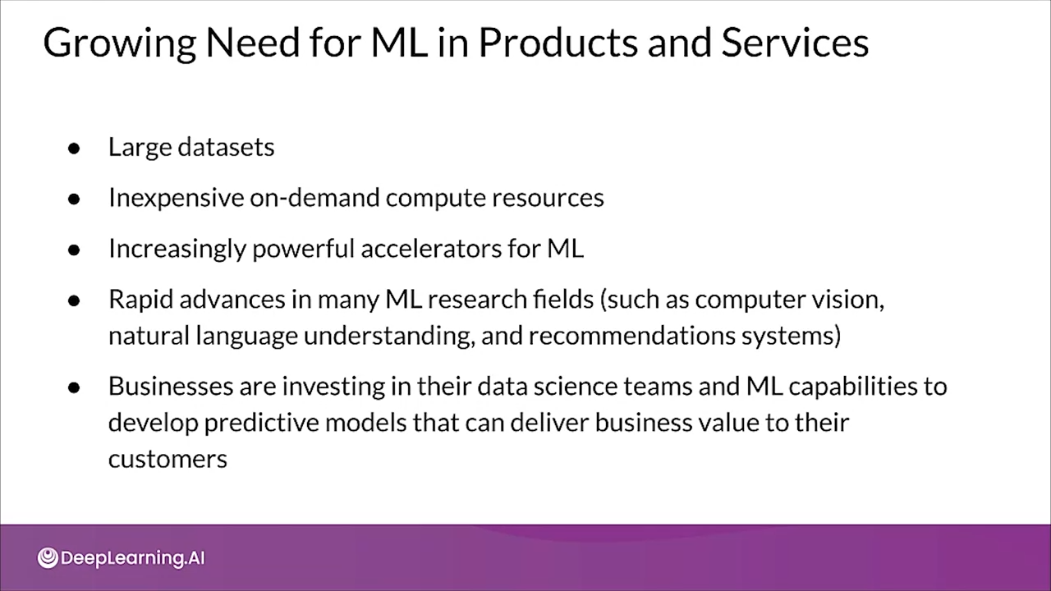 Growing Need for ML in Products and Services
● Large datasets
● Inexpensive on-demand compute resources
● Increasingly powerful accelerators for ML
● Rapid advances in many ML research fields (such as computer vision,
natural language understanding, and recommendations systems)
● Businesses are investing in their data science teams and ML capabilities to
develop predictive models that can deliver business value to their
customers
DeepLearning.AI